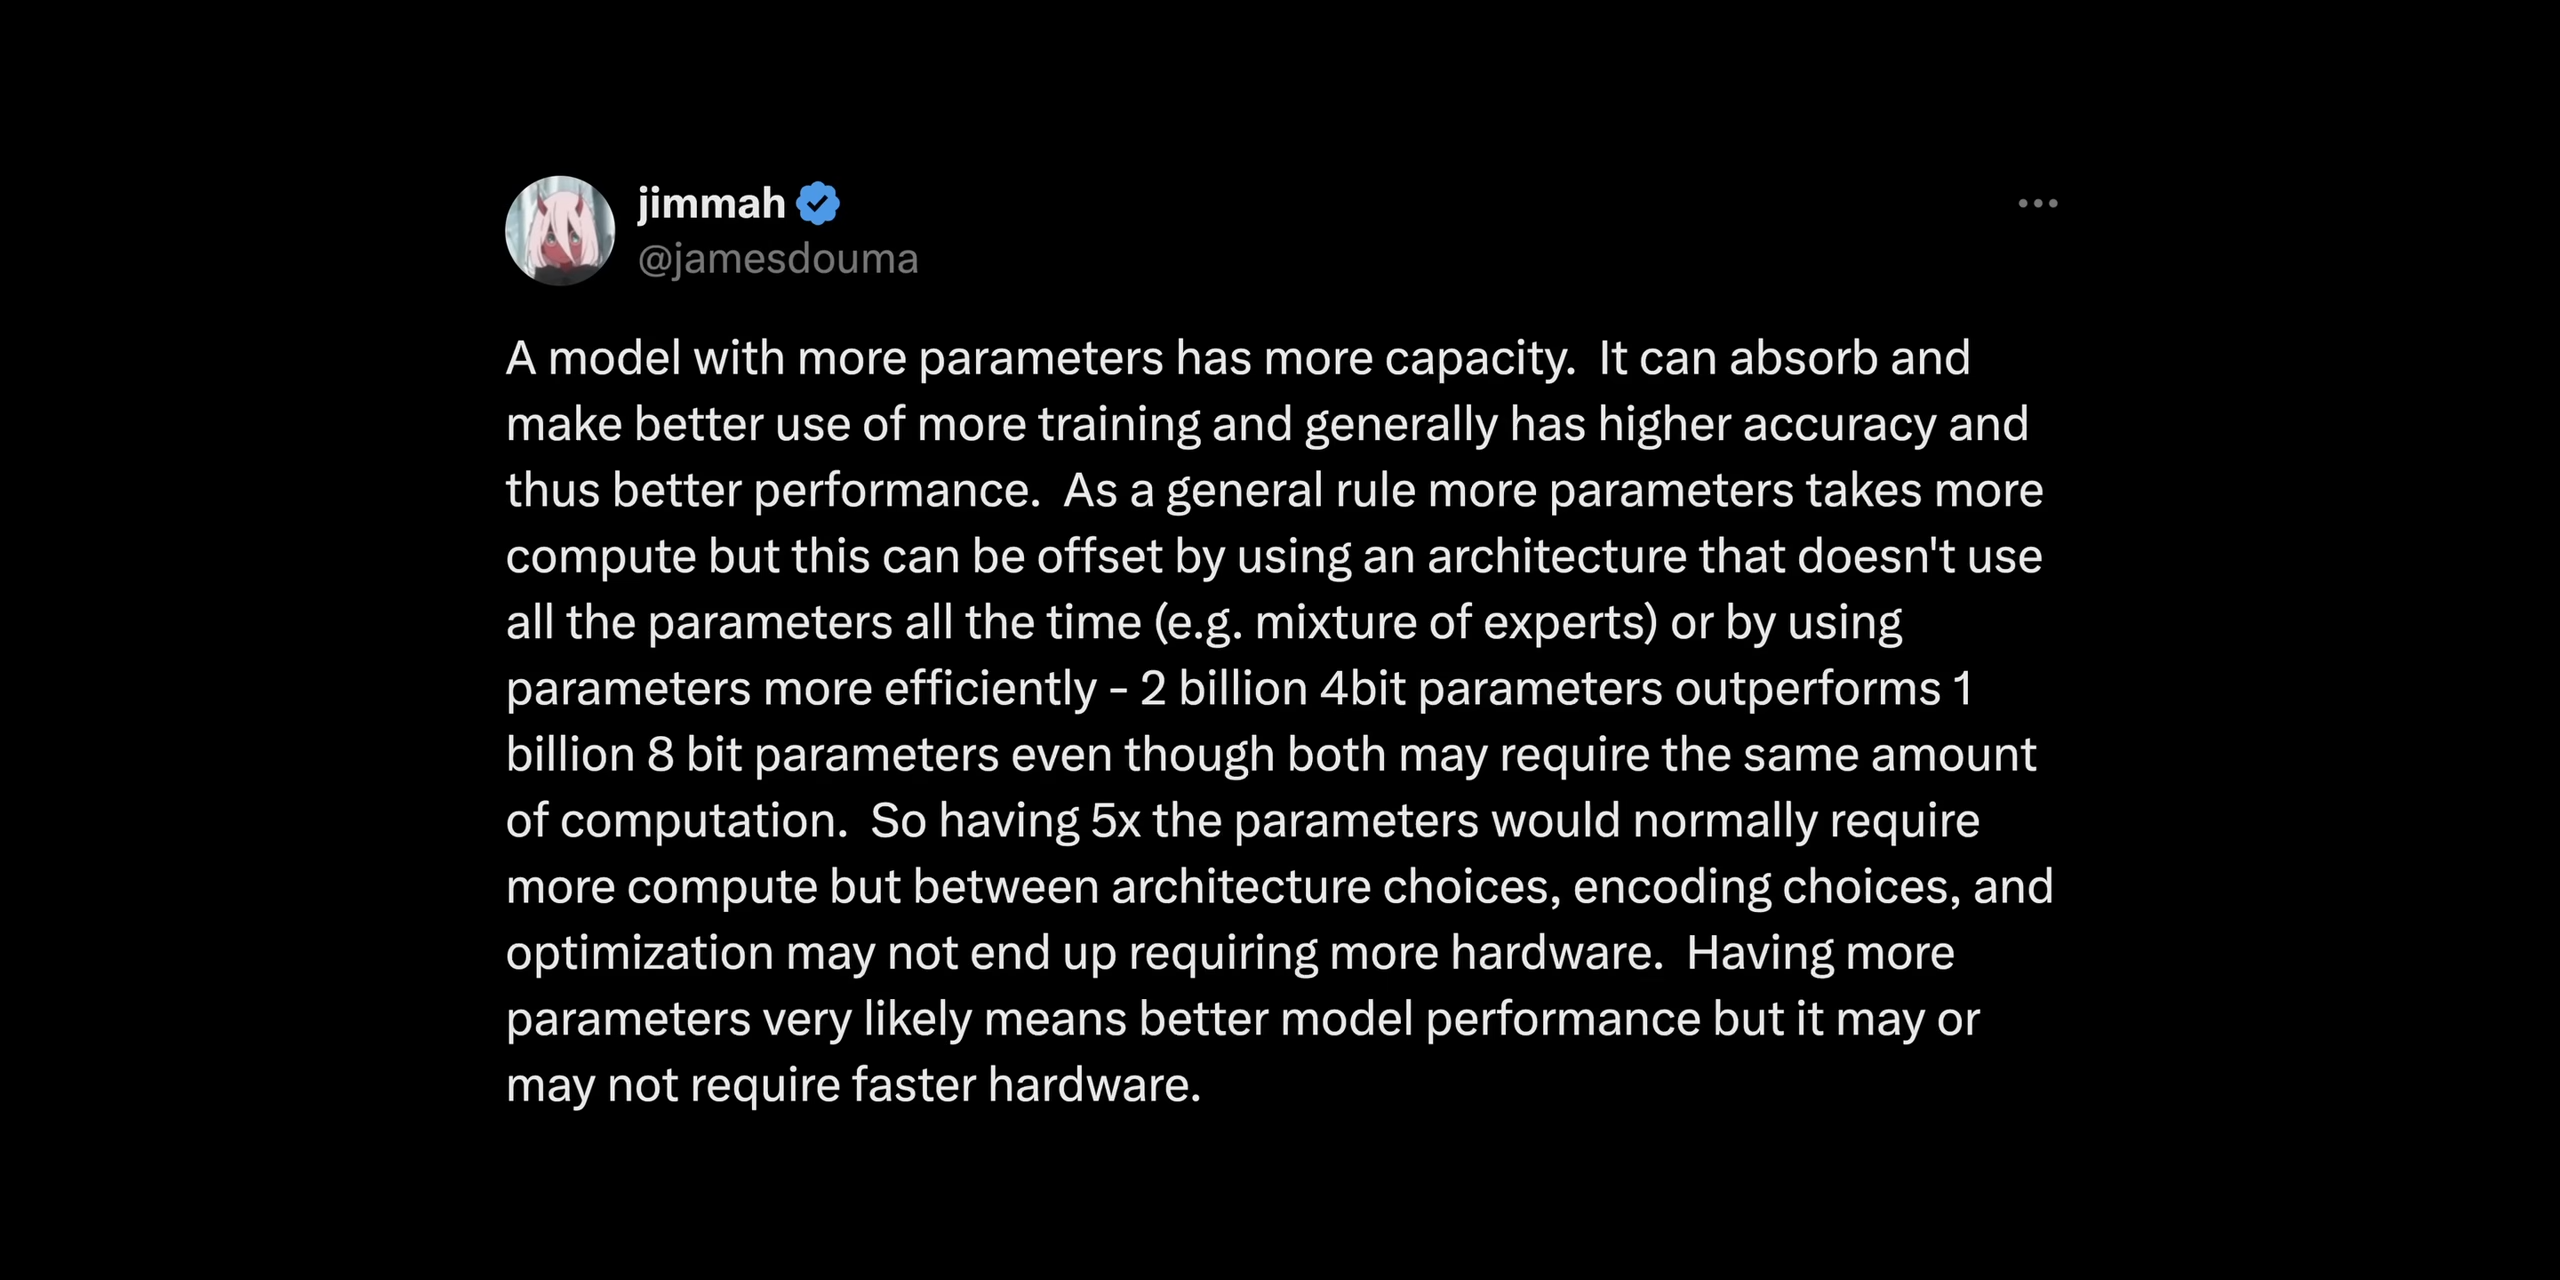 jimmah
@jamesdouma
A model with more parameters has more capacity.  It can absorb and
make better use of more training and generally has higher accuracy and
thus better performance.  As a general rule more parameters takes more
compute but this can be offset by using an architecture that doesn't use
all the parameters all the time (e.g. mixture of experts) or by using
parameters more efficiently - 2 billion 4bit parameters outperforms 1
billion 8 bit parameters even though both may require the same amount
of computation.  So having 5x the parameters would normally require
more compute but between architecture choices, encoding choices, and
optimization may not end up requiring more hardware.  Having more
parameters very likely means better model performance but it may or
may not require faster hardware.